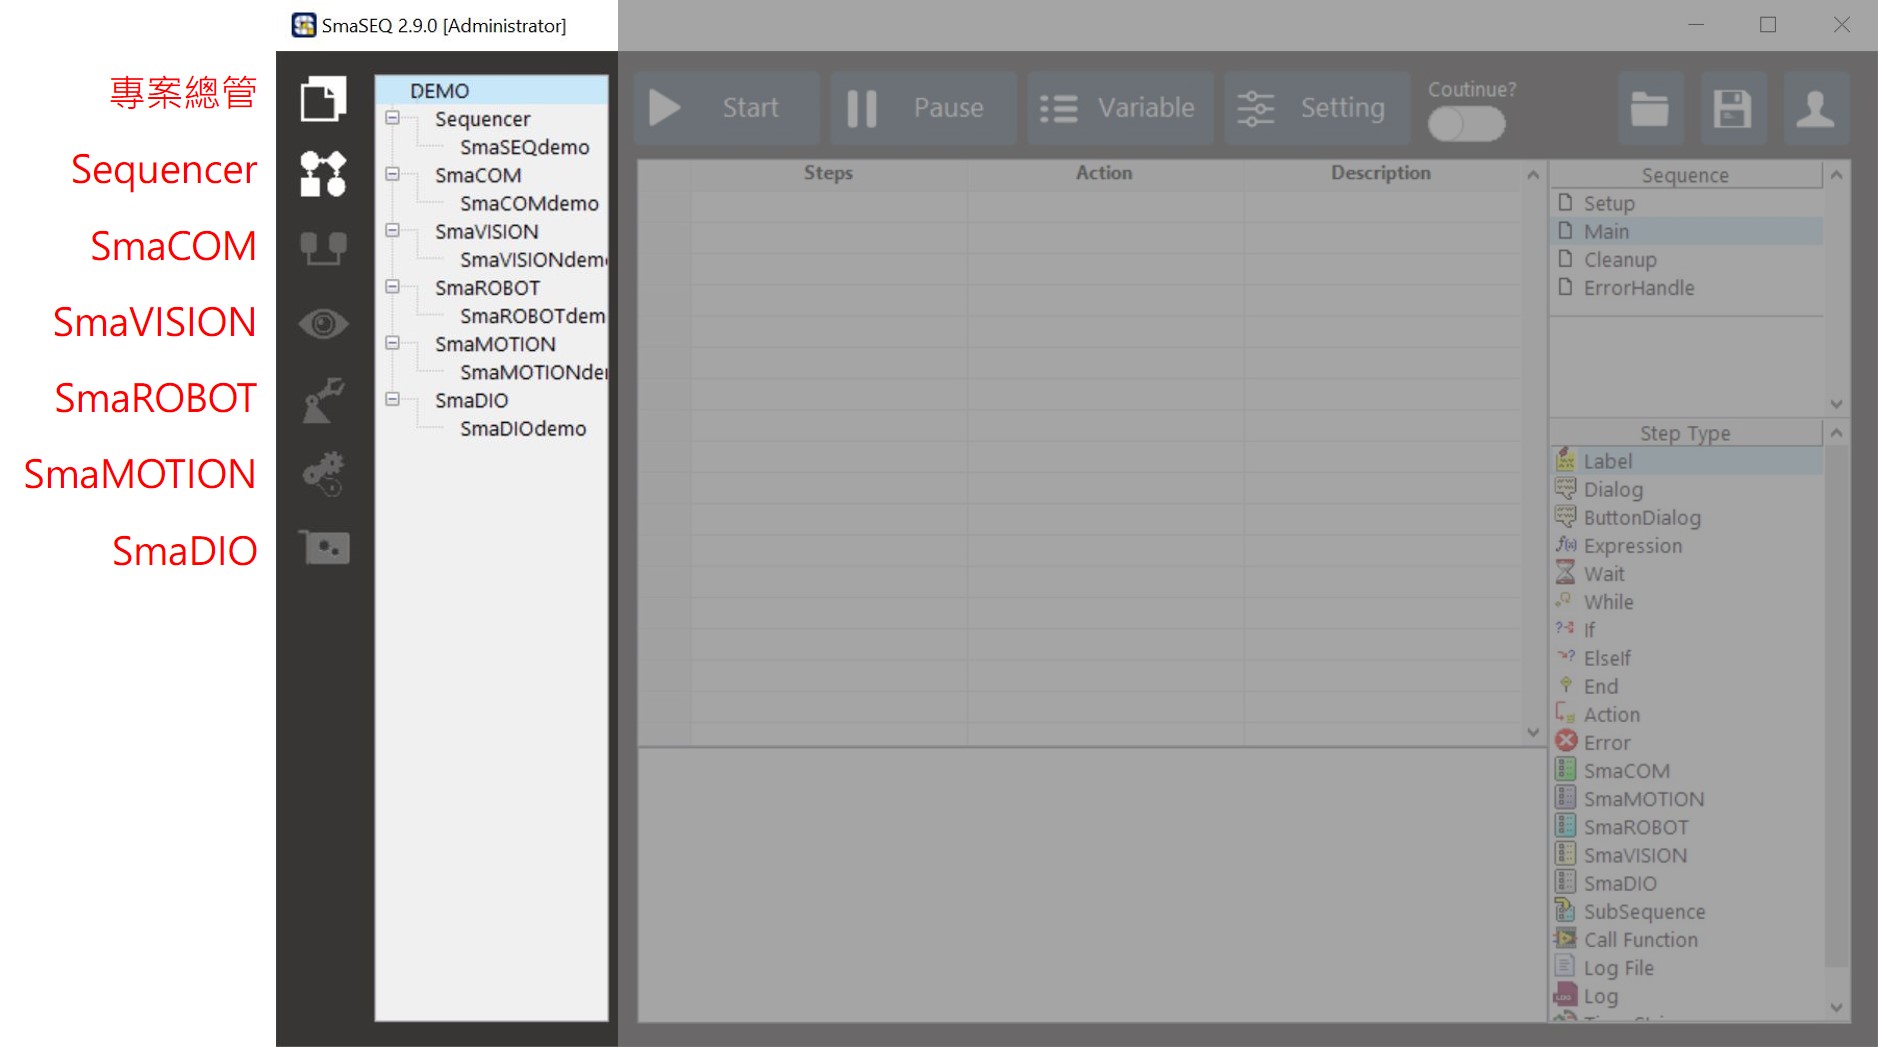 SmaSEQ 2.9.0 [Administrator]
專案總管
Sequencer
SmaCOM
SmaVISION
SmaROBOT
SmaMOTION
SmaDIO
DEMO
Sequencer
SmaSEQdemo
SmaCOM
SmaCOMdemo
SmaVISION
SmaVISIONdem
SmaROBOT
SmaROBOTdem
SmaMOTION
SmaMOTIONde
SmaDIO
SmaDIOdemo
Start
Pause
Variable
Setting
Coutinue?
Steps Action Description
Sequence
Setup
Main
Cleanup
ErrorHandle
Step Type
Label
Dialog
ButtonDialog
Expression
Wait
While
If
ElseIf
End
Action
Error
SmaCOM
SmaMOTION
SmaROBOT
SmaVISION
SmaDIO
SubSequence
Call Function
Log File
Log